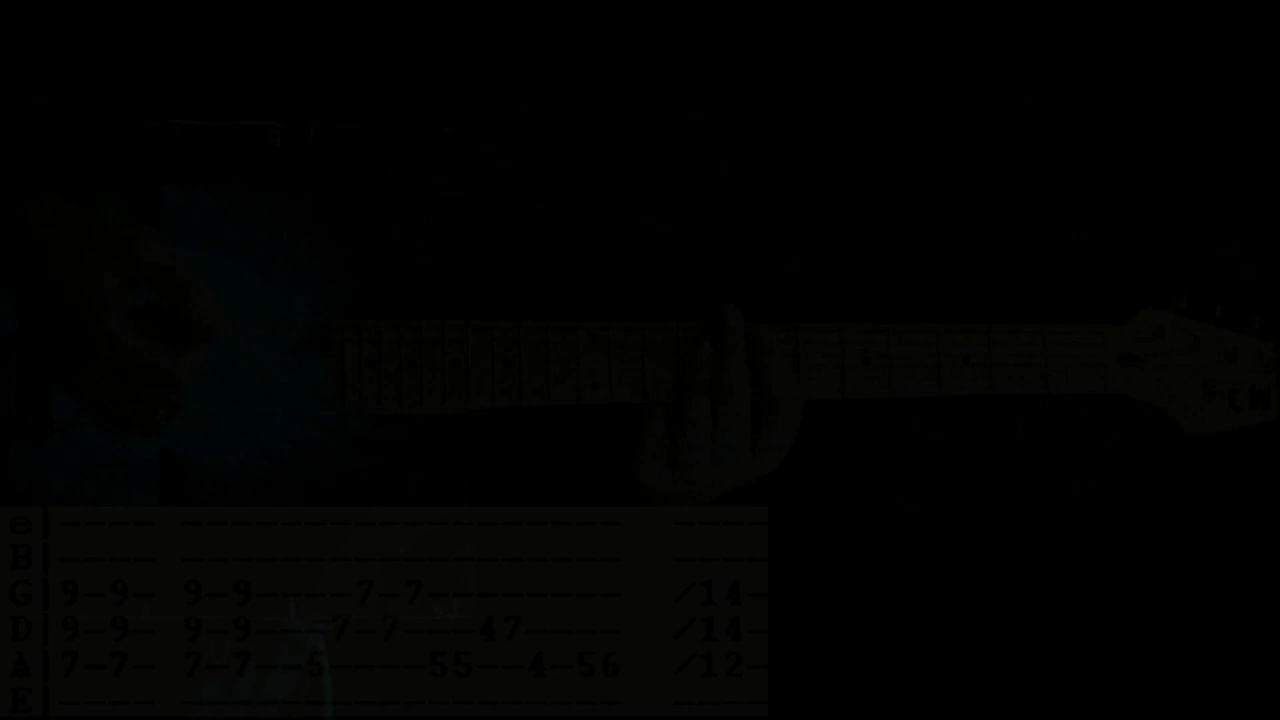 e|---- ------------------ ----
B|---- ------------------ ----
G|9-9- 9-9----7-7-------- /14-
D|9-9- 9-9---7-7---47---- /14-
A|7-7- 7-7--5----55--4-56 /12-
E|---- ------------------ ----